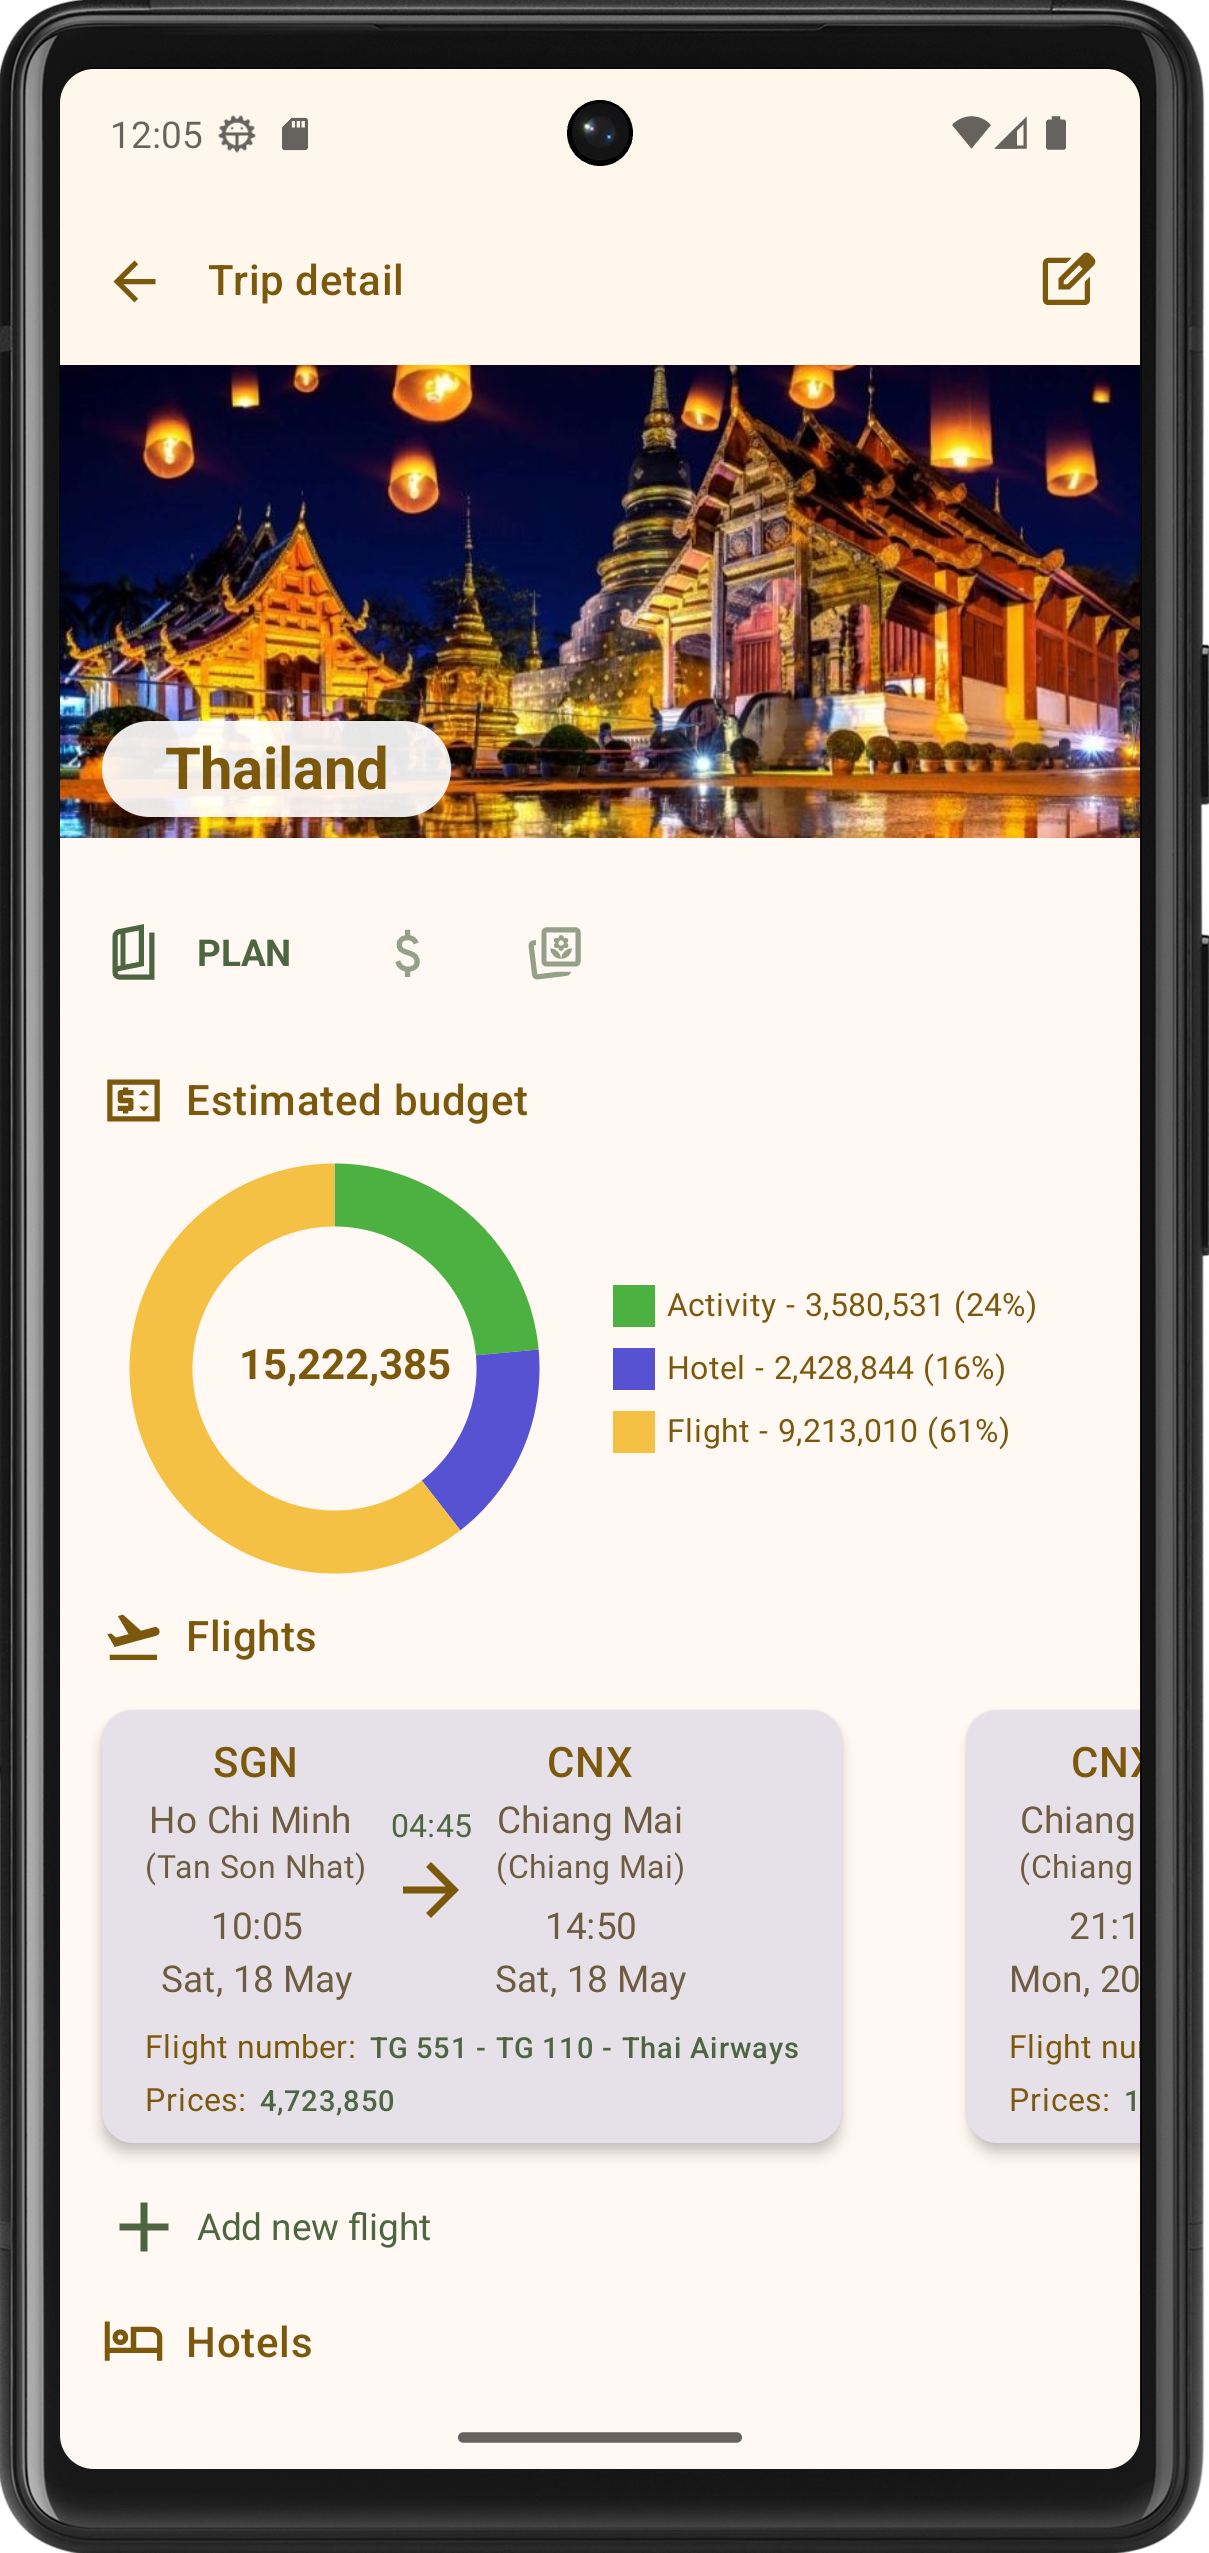 12:05
Trip detail
Thailand
PLAN
Estimated budget
15,222,385
Activity - 3,580,531 (24%)
Hotel - 2,428,844 (16%)
Flight - 9,213,010 (61%)
Flights
SGN
Ho Chi Minh
(Tan Son Nhat)
10:05
Sat, 18 May
04:45
CNX
Chiang Mai
(Chiang Mai)
14:50
Sat, 18 May
Flight number: TG 551 - TG 110 - Thai Airways
Prices: 4,723,850
CNX
Chiang
(Chiang
21:1
Mon, 20
Flight nu
Prices: 1
Add new flight
Hotels